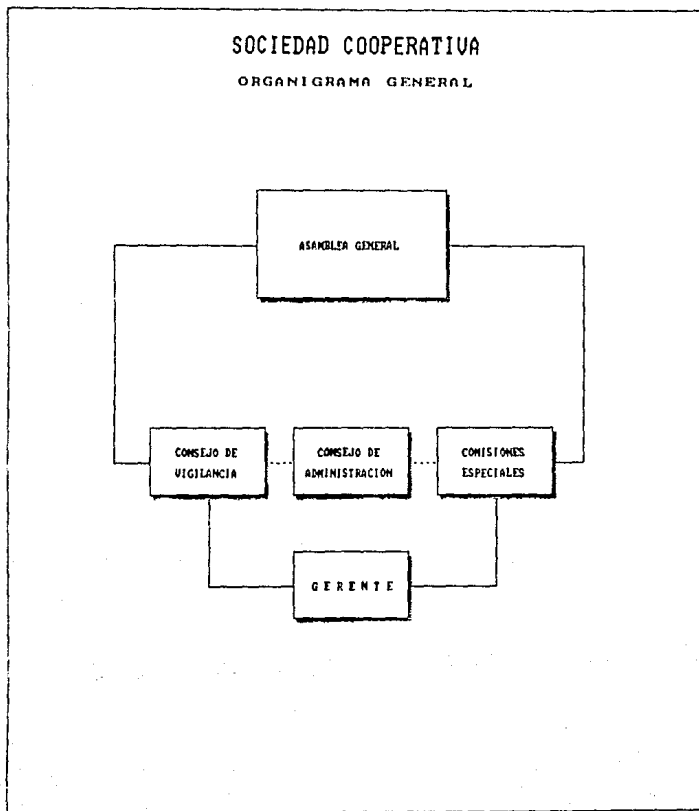 SOCIEDAD COOPERATIVA
ORGANIGRAMA GENERAL
ASAMBLEA GENERAL
CONSEJO DE
VIGILANCIA
CONSEJO DE
ADMINISTRACION
COMISIONES
ESPECIALES
GERENTE